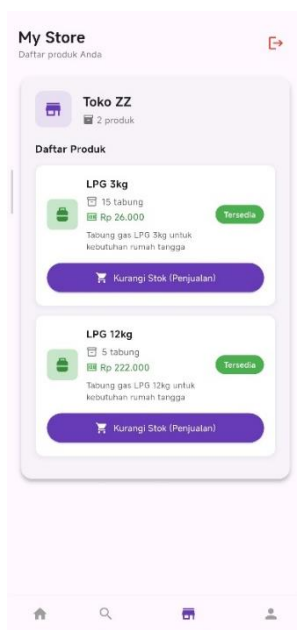 My Store
Daftar produk Anda
Toko ZZ
2 produk
Daftar Produk
LPG 3kg
15 tabung
Rp 26.000
Tersedia
Tabung gas LPG 3kg untuk
kebutuhan rumah tangga
Kurangi Stok (Penjualan)
LPG 12kg
5 tabung
Rp 222.000
Tersedia
Tabung gas LPG 12kg untuk
kebutuhan rumah tangga
Kurangi Stok (Penjualan)